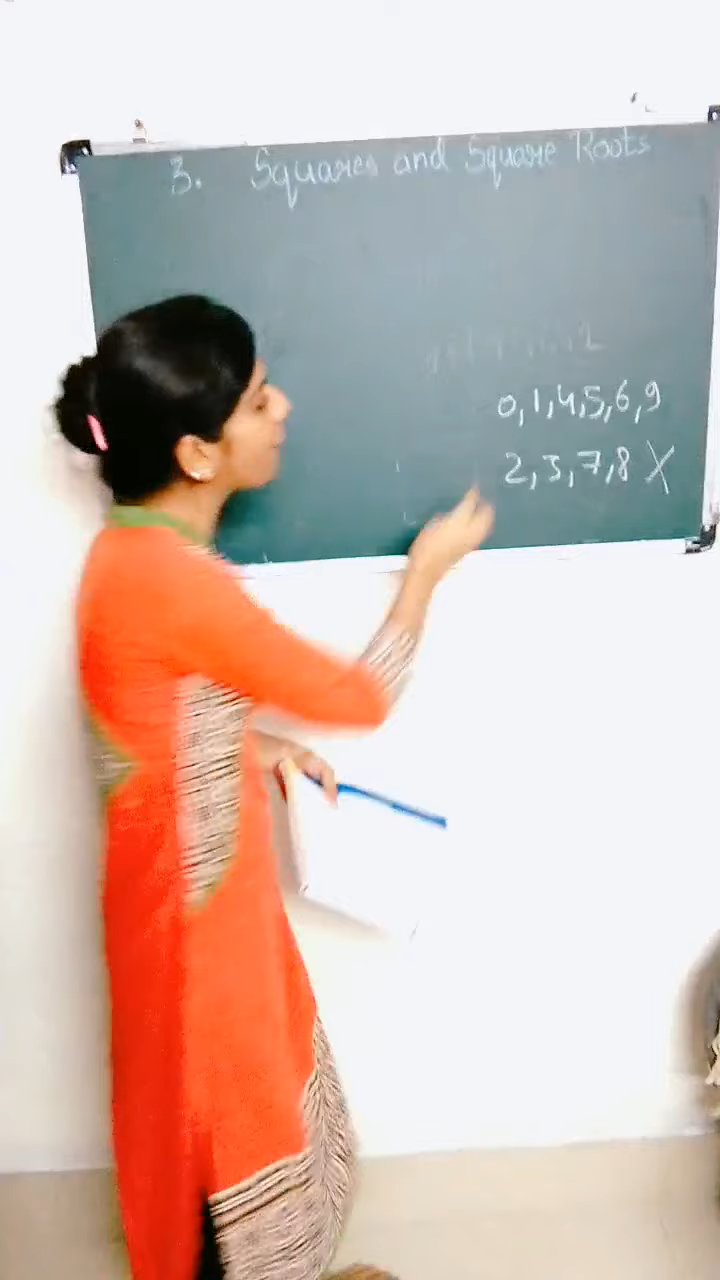 3. Squares and Square Roots
0,1,4,5,6,9
2,3,7,8 X